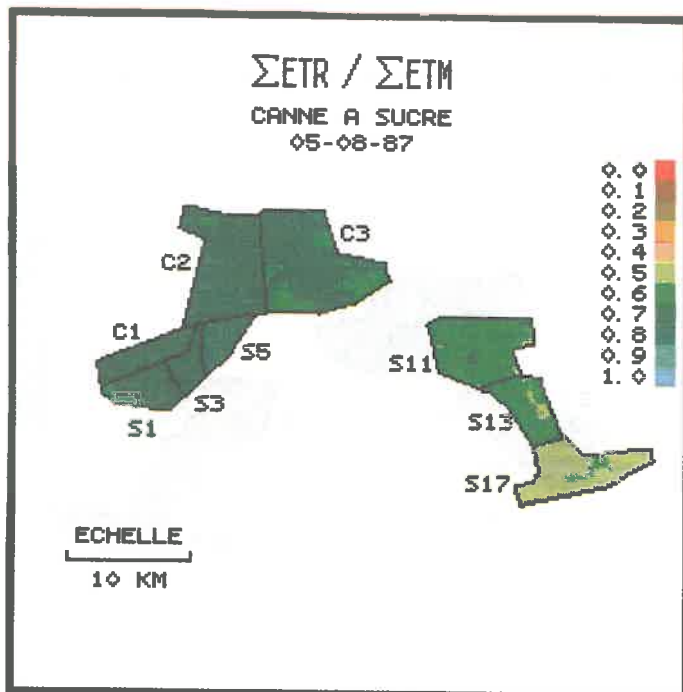 ΣETR / ΣETM
CANNE A SUCRE
05-08-87
0.0
0.1
0.2
0.3
0.4
0.5
0.6
0.7
0.8
0.9
1.0
C3
C2
C1
S5
S3
S1
S11
S13
S17
ECHELLE
10 KM